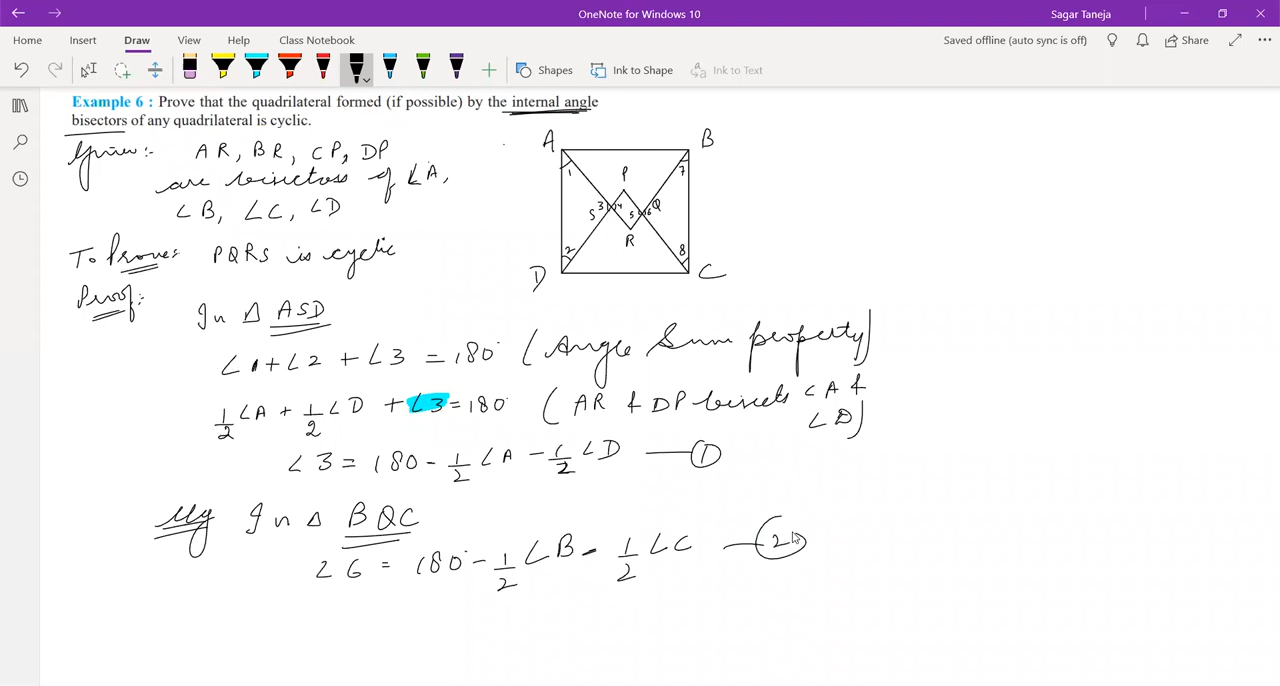 OneNote for Windows 10
Sagar Taneja
Home Insert Draw View Help Class Notebook
Saved offline (auto sync is off) Share
Shapes Ink to Shape Ink to Text
Example 6 : Prove that the quadrilateral formed (if possible) by the internal angle
bisectors of any quadrilateral is cyclic.
Given:- AR, BR, CP, DP
are bisectors of ∠A,
∠B, ∠C, ∠D
To Prove: PQRS is cyclic
Proof:
A B
1 7
P
S 3 4 5 6 Q
R
2 8
D C
In Δ ASD
∠1+∠2 + ∠3 = 180° (Angle Sum property)
1/2 ∠A + 1/2 ∠D + ∠3 = 180° (AR & DP bisects ∠A &
∠D)
∠3 = 180 - 1/2 ∠A - 1/2 ∠D — 1
llly In Δ BQC
∠6 = 180° - 1/2 ∠B - 1/2 ∠C — 2